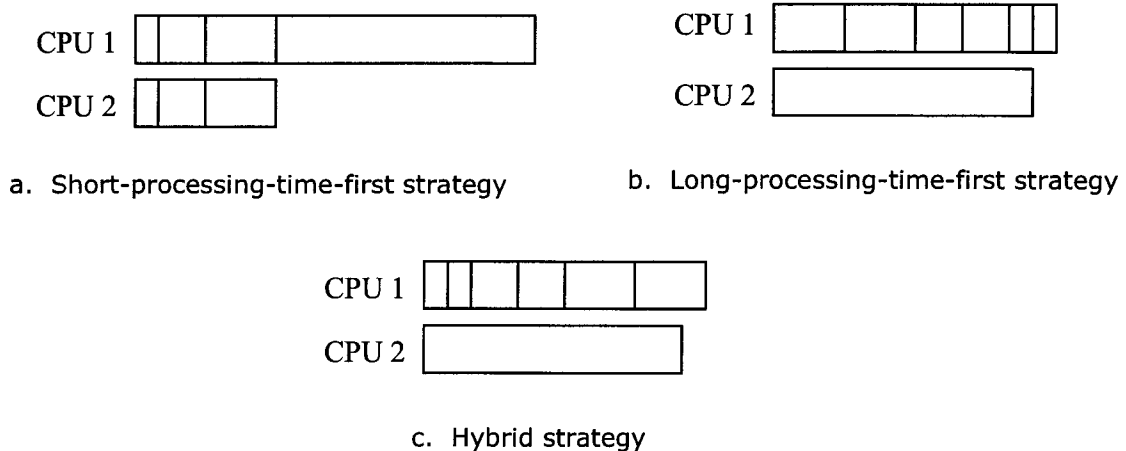 CPU 1
CPU 2
a. Short-processing-time-first strategy
CPU 1
CPU 2
b. Long-processing-time-first strategy
CPU 1
CPU 2
c. Hybrid strategy